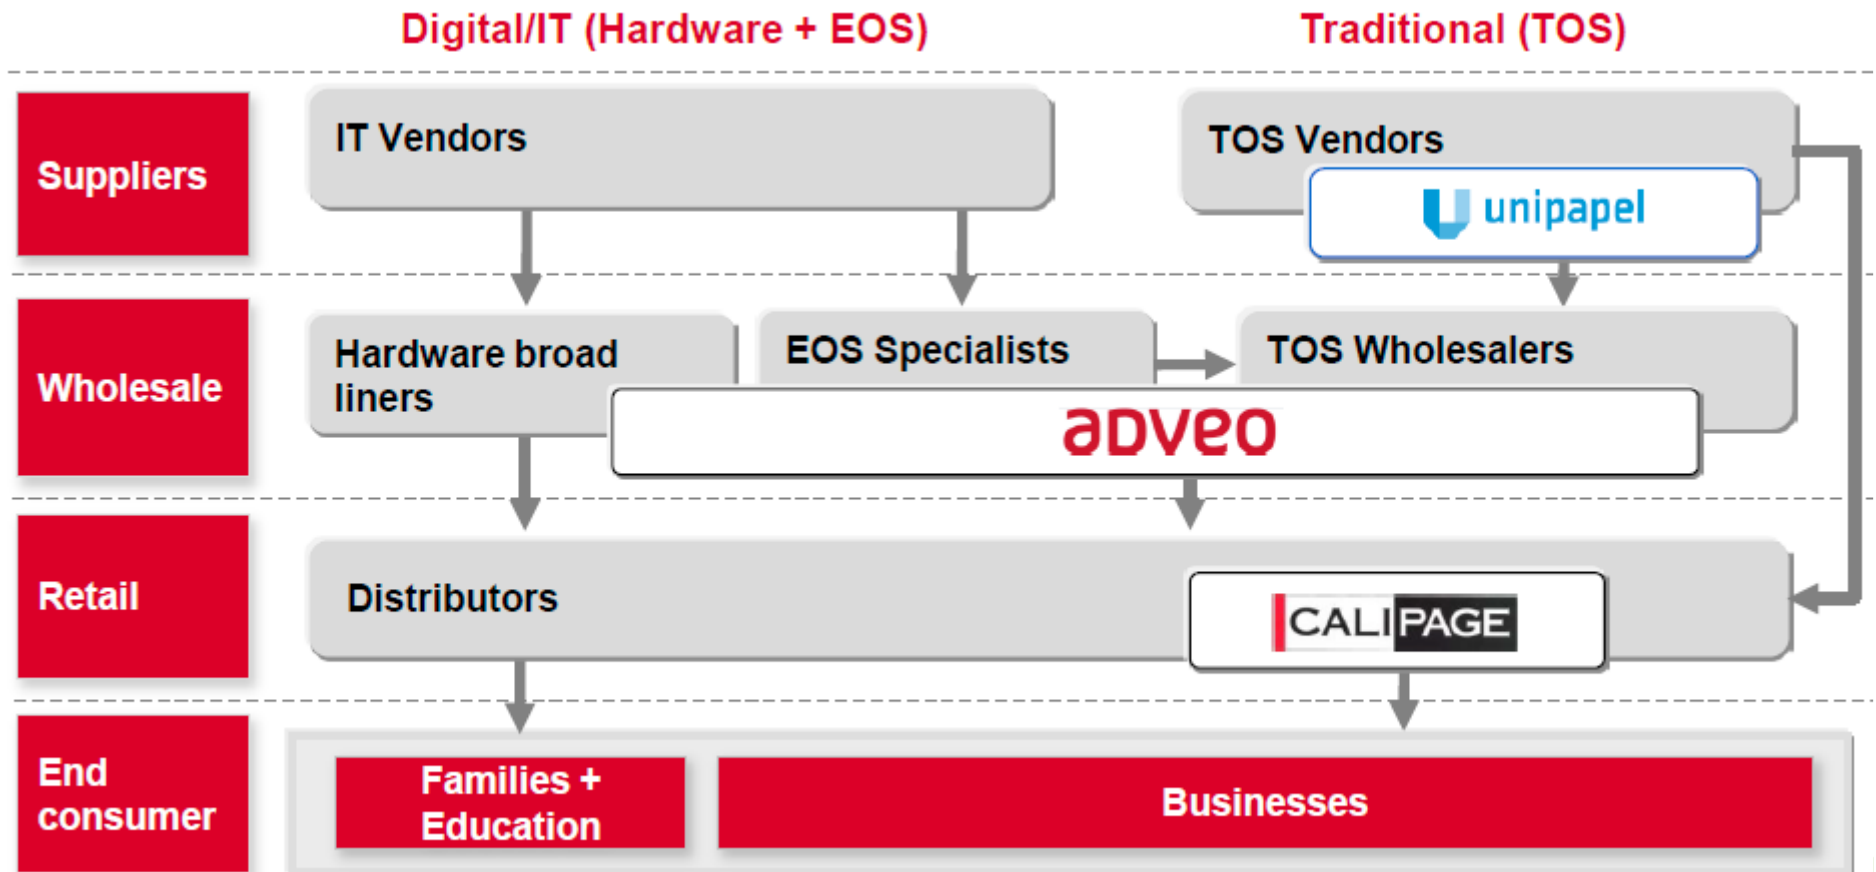 Digital/IT (Hardware + EOS)
Traditional (TOS)
Suppliers
IT Vendors
TOS Vendors
unipapel
Wholesale
Hardware broad
liners
EOS Specialists
TOS Wholesalers
aDveo
Retail
Distributors
CALIPAGE
End
consumer
Families +
Education
Businesses